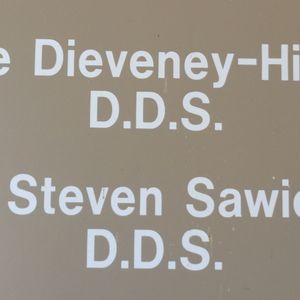 e Dieveney-Hi
D.D.S.
Steven Sawic
D.D.S.